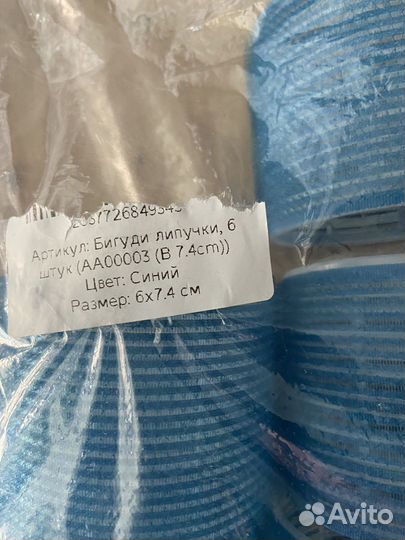 Артикул: Бигуди липучки, 6
штук (AA00003 (B 7.4cm))
Цвет: Синий
Размер: 6x7.4 см
Avito